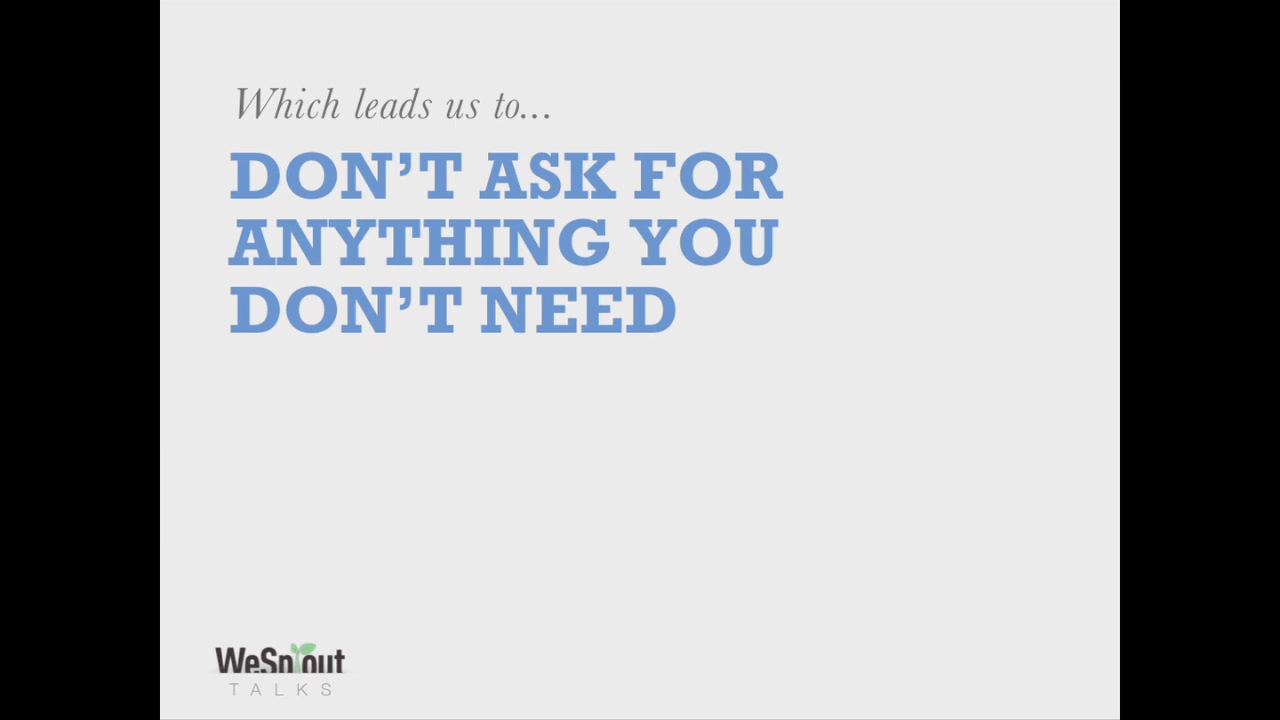 Which leads us to...
DON'T ASK FOR
ANYTHING YOU
DON'T NEED
WeSprout
TALKS